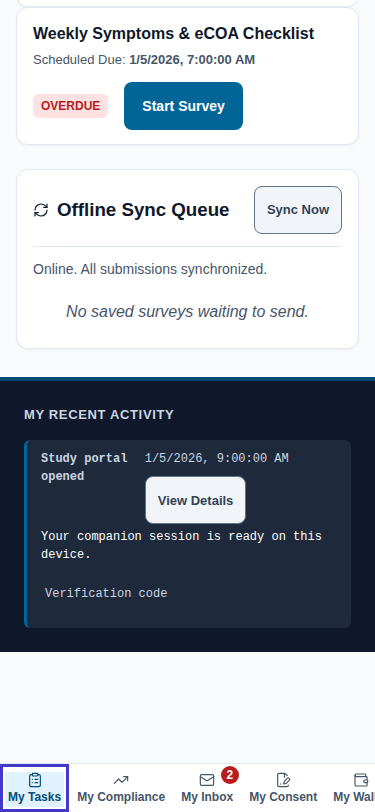 Weekly Symptoms & eCOA Checklist
Scheduled Due: 1/5/2026, 7:00:00 AM
OVERDUE
Start Survey
Offline Sync Queue
Sync Now
Online. All submissions synchronized.
No saved surveys waiting to send.
MY RECENT ACTIVITY
Study portal opened
1/5/2026, 9:00:00 AM
View Details
Your companion session is ready on this
device.
Verification code
My Tasks
My Compliance
2
My Inbox
My Consent